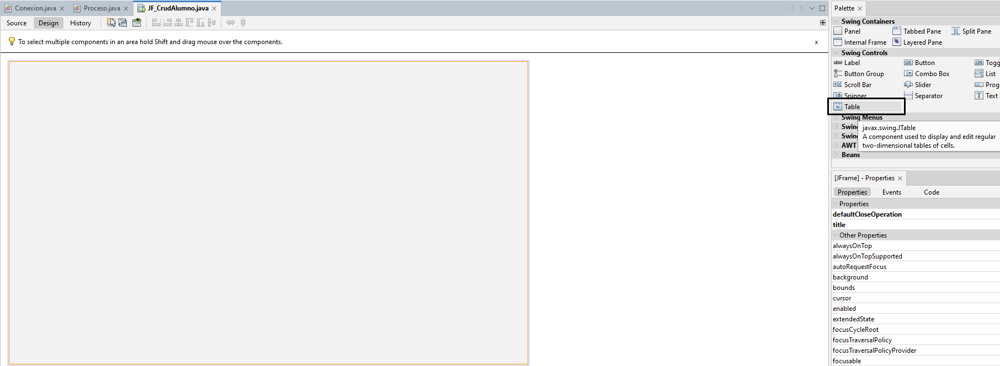 Conexion.java
Proceso.java
JF_CrudAlumno.java
Source Design History
To select multiple components in an area hold Shift and drag mouse over the components.
x
Palette
Swing Containers
Panel Tabbed Pane Split Pane
Internal Frame Layered Pane
Swing Controls
label Label OK Button ON Togg
Button Group Combo Box List
Scroll Bar Slider Prog
Spinner Separator T Text
Table
Swing Menus
Swing
javax.swing.JTable
Swing
A component used to display and edit regular
AWT
two-dimensional tables of cells.
Beans
[JFrame] - Properties
Properties Events Code
Properties
defaultCloseOperation
title
Other Properties
alwaysOnTop
alwaysOnTopSupported
autoRequestFocus
background
bounds
cursor
enabled
extendedState
focusCycleRoot
focusTraversalPolicy
focusTraversalPolicyProvider
focusable